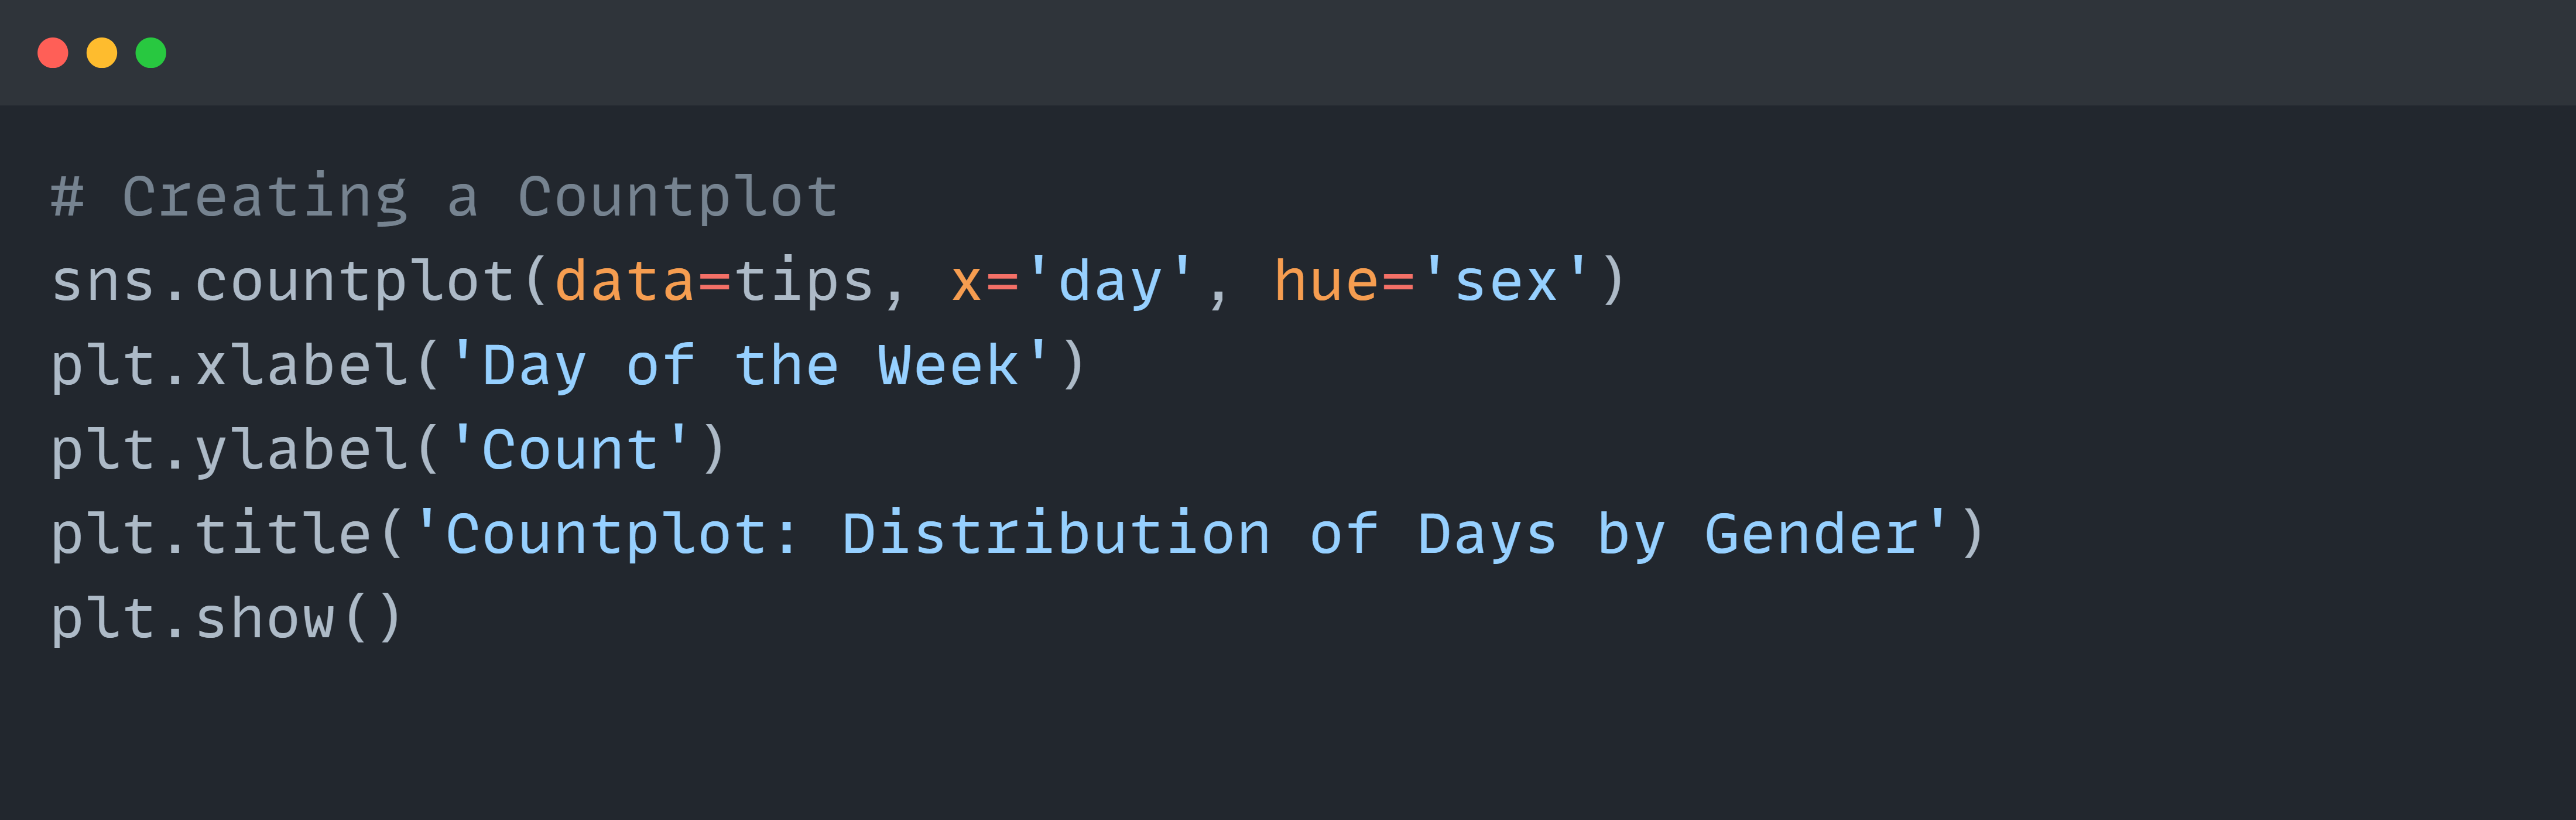 # Creating a Countplot
sns.countplot(data=tips, x='day', hue='sex')
plt.xlabel('Day of the Week')
plt.ylabel('Count')
plt.title('Countplot: Distribution of Days by Gender')
plt.show()